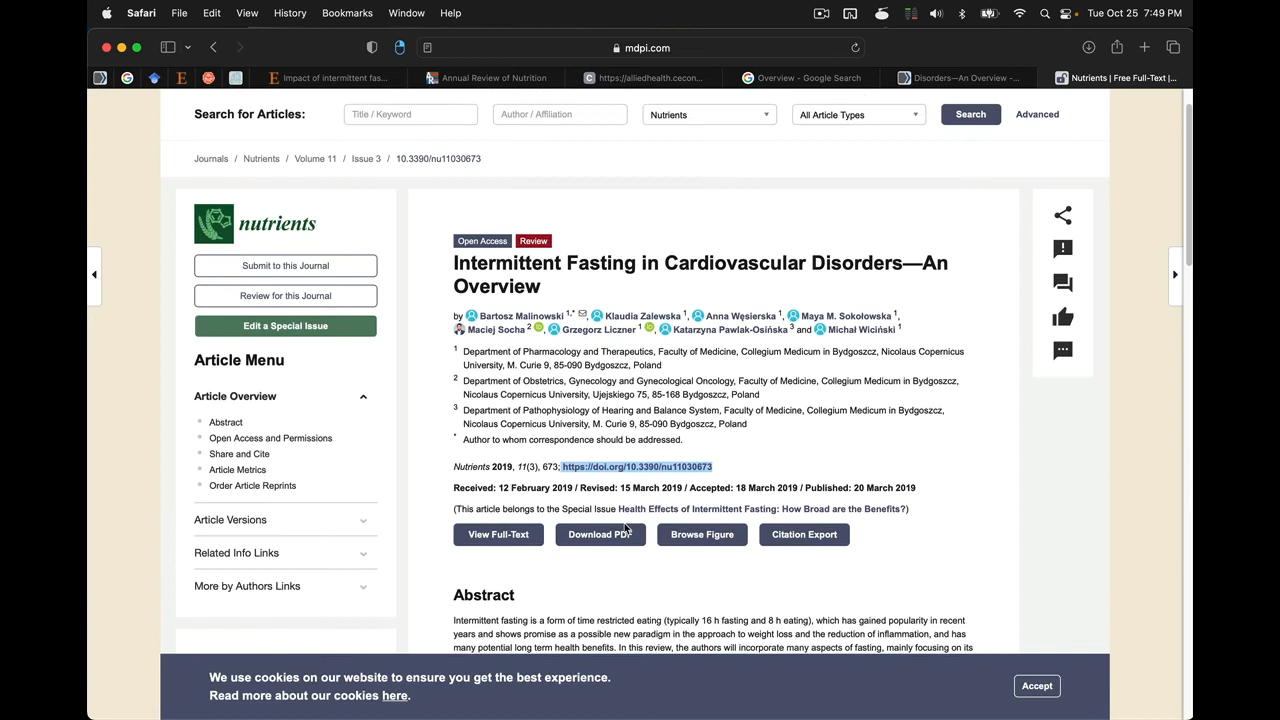 Safari File Edit View History Bookmarks Window Help Tue Oct 25 7:49 PM
mdpi.com
Impact of intermittent fas... Annual Review of Nutrition https://alliedhealth.cecon... Overview - Google Search Disorders—An Overview -... Nutrients | Free Full-Text |...
Search for Articles: Title / Keyword Author / Affiliation Nutrients All Article Types Search Advanced
Journals / Nutrients / Volume 11 / Issue 3 / 10.3390/nu11030673
nutrients
Submit to this Journal
Review for this Journal
Edit a Special Issue
Article Menu
Article Overview
Abstract
Open Access and Permissions
Share and Cite
Article Metrics
Order Article Reprints
Article Versions
Related Info Links
More by Authors Links
Open Access Review
Intermittent Fasting in Cardiovascular Disorders—An
Overview
by Bartosz Malinowski 1,* , Klaudia Zalewska 1, Anna Węsierska 1, Maya M. Sokołowska 1,
Maciej Socha 2 , Grzegorz Liczner 1 , Katarzyna Pawlak-Osińska 3 and Michał Wiciński 1
1 Department of Pharmacology and Therapeutics, Faculty of Medicine, Collegium Medicum in Bydgoszcz, Nicolaus Copernicus
University, M. Curie 9, 85-090 Bydgoszcz, Poland
2 Department of Obstetrics, Gynecology and Gynecological Oncology, Faculty of Medicine, Collegium Medicum in Bydgoszcz,
Nicolaus Copernicus University, Ujejskiego 75, 85-168 Bydgoszcz, Poland
3 Department of Pathophysiology of Hearing and Balance System, Faculty of Medicine, Collegium Medicum in Bydgoszcz,
Nicolaus Copernicus University, M. Curie 9, 85-090 Bydgoszcz, Poland
* Author to whom correspondence should be addressed.
Nutrients 2019, 11(3), 673; https://doi.org/10.3390/nu11030673
Received: 12 February 2019 / Revised: 15 March 2019 / Accepted: 18 March 2019 / Published: 20 March 2019
(This article belongs to the Special Issue Health Effects of Intermittent Fasting: How Broad are the Benefits?)
View Full-Text Download PDF Browse Figure Citation Export
Abstract
Intermittent fasting is a form of time restricted eating (typically 16 h fasting and 8 h eating), which has gained popularity in recent
years and shows promise as a possible new paradigm in the approach to weight loss and the reduction of inflammation, and has
many potential long term health benefits. In this review, the authors will incorporate many aspects of fasting, mainly focusing on its
We use cookies on our website to ensure you get the best experience.
Read more about our cookies here.
Accept